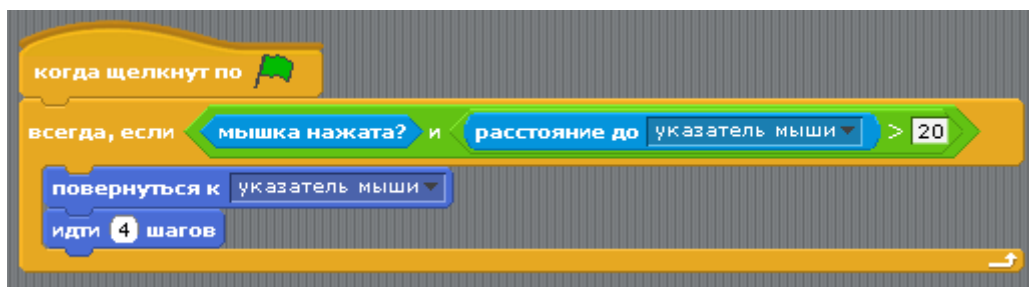 когда щелкнут по
всегда, если мышка нажата? и расстояние до указатель мыши > 20
повернуться к указатель мыши
идти 4 шагов